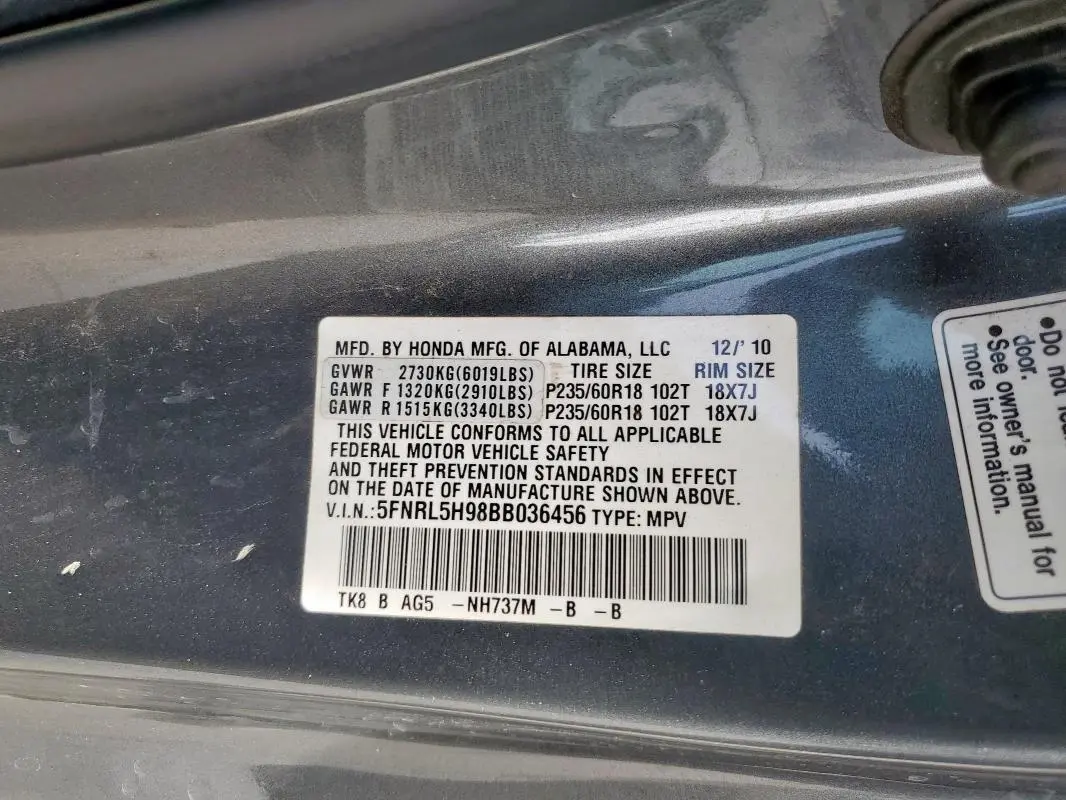 MFD. BY HONDA MFG. OF ALABAMA, LLC 12/' 10
GVWR 2730KG(6019LBS) TIRE SIZE RIM SIZE
GAWR F 1320KG(2910LBS) P235/60R18 102T 18X7J
GAWR R 1515KG(3340LBS) P235/60R18 102T 18X7J
THIS VEHICLE CONFORMS TO ALL APPLICABLE
FEDERAL MOTOR VEHICLE SAFETY
AND THEFT PREVENTION STANDARDS IN EFFECT
ON THE DATE OF MANUFACTURE SHOWN ABOVE.
V.I.N.:5FNRL5H98BB036456 TYPE: MPV
TK8 B AG5 -NH737M -B -B
•Do not
door.
•See owner's manual for
more information.